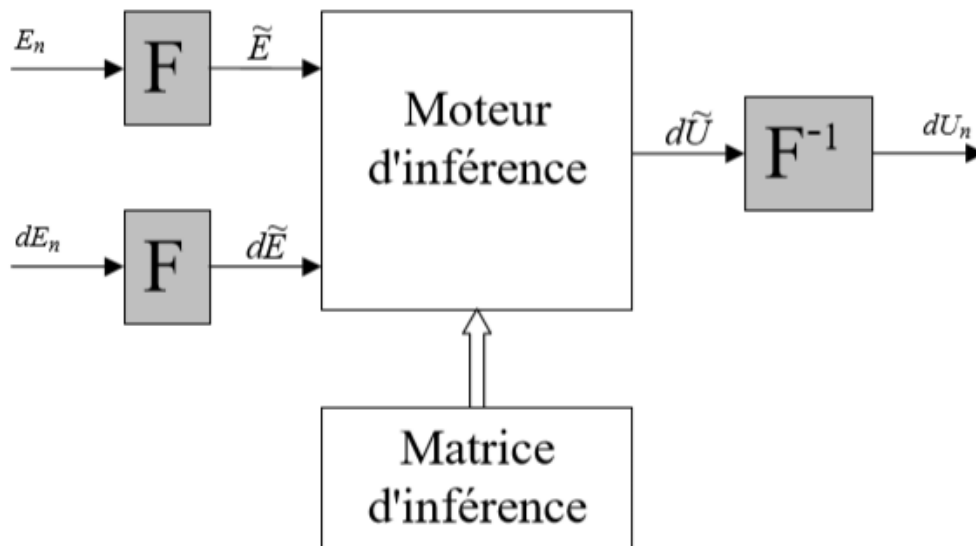 Eₙ
F
Ẽ
Moteur
d'inférence
dŨ
F⁻¹
dUₙ
dEₙ
F
dẼ
Matrice
d'inférence